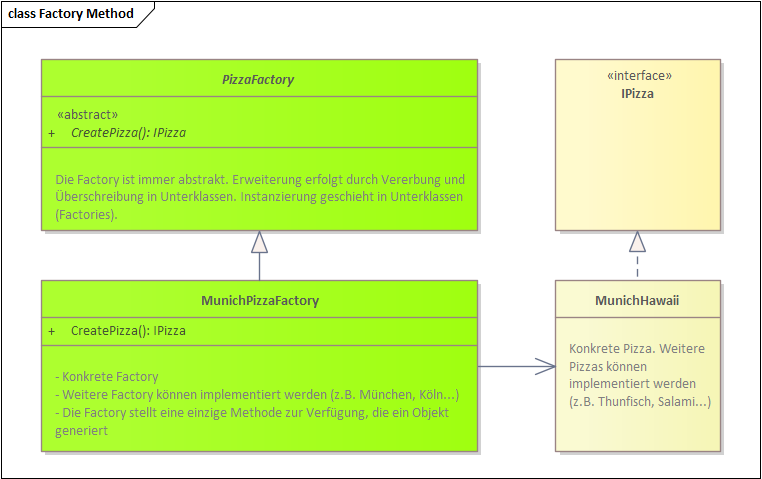 class Factory Method
PizzaFactory
«abstract»
+ CreatePizza(): IPizza
Die Factory ist immer abstrakt. Erweiterung erfolgt durch Vererbung und
Überschreibung in Unterklassen. Instanzierung geschieht in Unterklassen
(Factories).
«interface»
IPizza
MunichPizzaFactory
+ CreatePizza(): IPizza
- Konkrete Factory
- Weitere Factory können implementiert werden (z.B. München, Köln...)
- Die Factory stellt eine einzige Methode zur Verfügung, die ein Objekt
generiert
MunichHawaii
Konkrete Pizza. Weitere
Pizzas können
implementiert werden
(z.B. Thunfisch, Salami...)